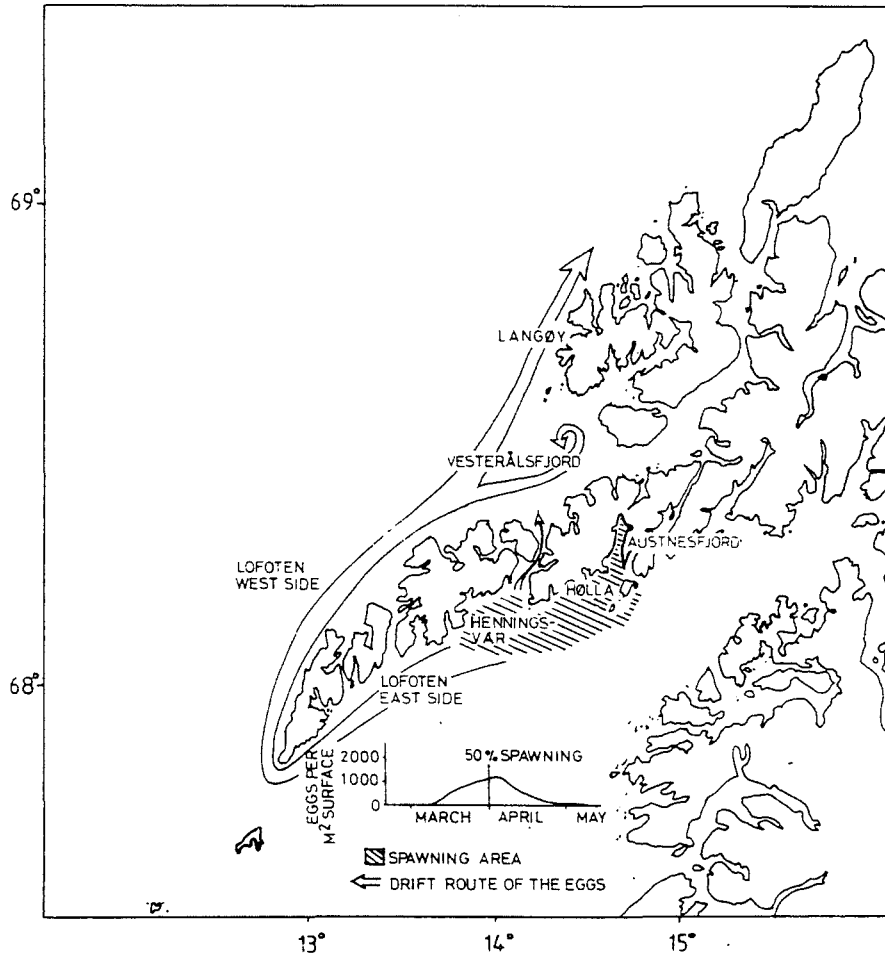 69°
LANGØY
VESTERÅLSFJORD
AUSTNESFJORD
LOFOTEN
WEST SIDE
HØLLA
HENNINGS-
VÄR
68°
LOFOTEN
EAST SIDE
EGGS PER
M² SURFACE
2000
1000
0
50% SPAWNING
MARCH APRIL MAY
SPAWNING AREA
DRIFT ROUTE OF THE EGGS
13° 14° 15°